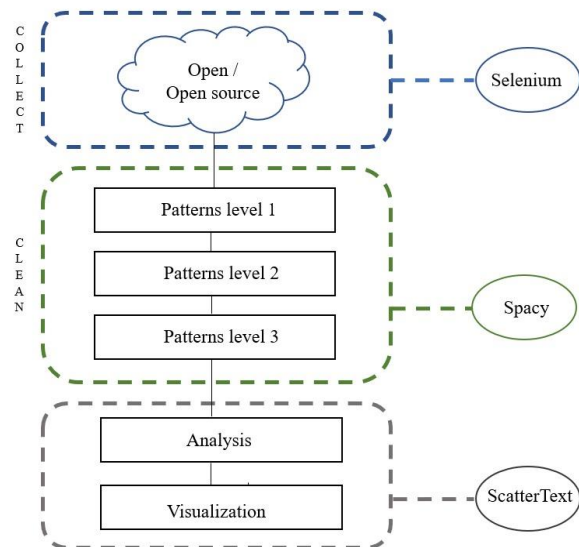 COLLECT
Open /
Open source
Selenium
CLEAN
Patterns level 1
Patterns level 2
Patterns level 3
Spacy
Analysis
Visualization
ScatterText